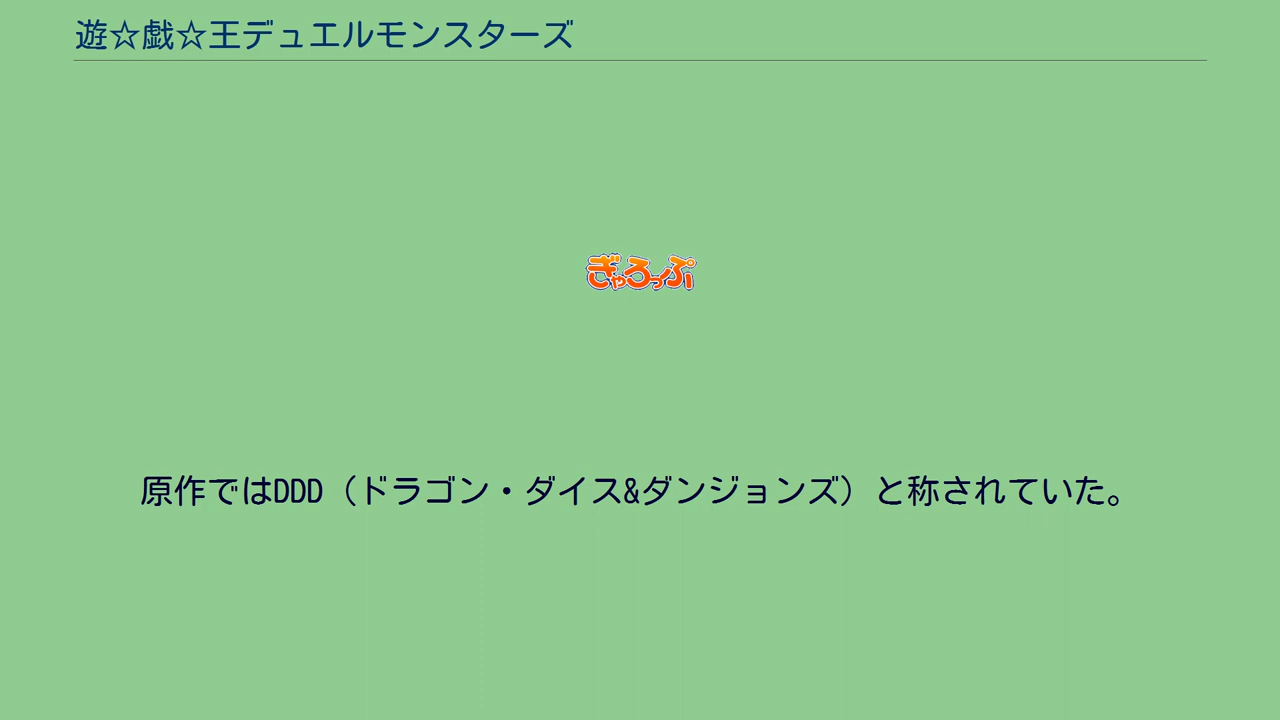 遊☆戯☆王デュエルモンスターズ
ぎゃろっぷ
原作ではDDD（ドラゴン・ダイス&ダンジョンズ）と称されていた。